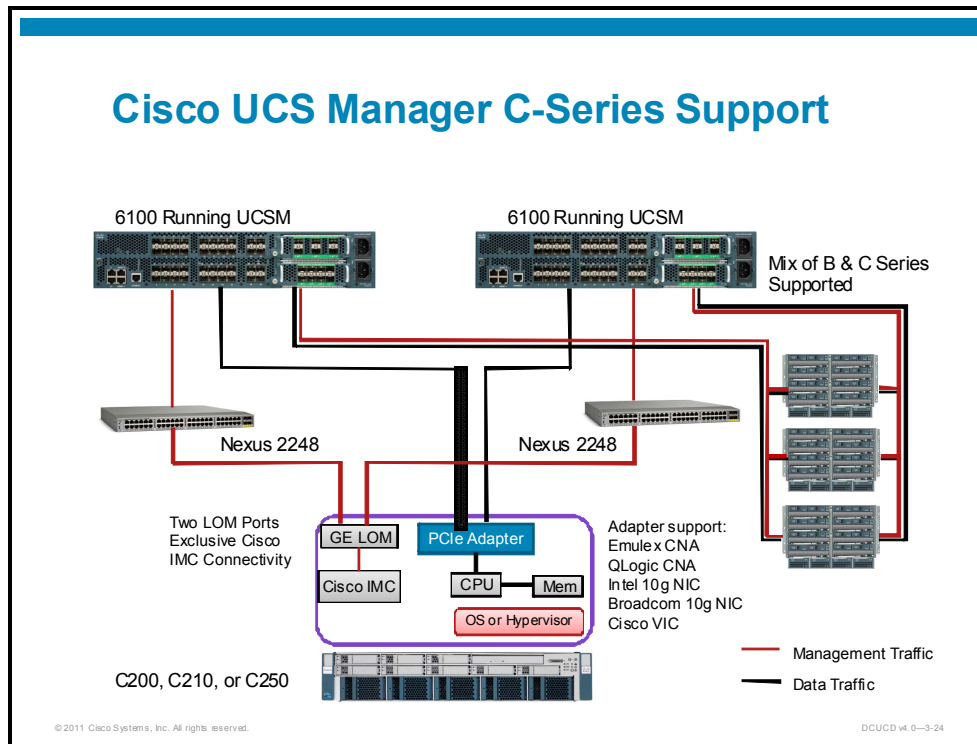 Cisco UCS Manager C-Series Support
6100 Running UCSM
6100 Running UCSM
Mix of B & C Series
Supported
Nexus 2248
Nexus 2248
Two LOM Ports
Exclusive Cisco
IMC Connectivity
GE LOM
PCIe Adapter
Cisco IMC
CPU
Mem
OS or Hypervisor
Adapter support:
Emulex CNA
QLogic CNA
Intel 10g NIC
Broadcom 10g NIC
Cisco VIC
C200, C210, or C250
Management Traffic
Data Traffic
© 2011 Cisco Systems, Inc. All rights reserved.
DCUCD v4.0—3-24